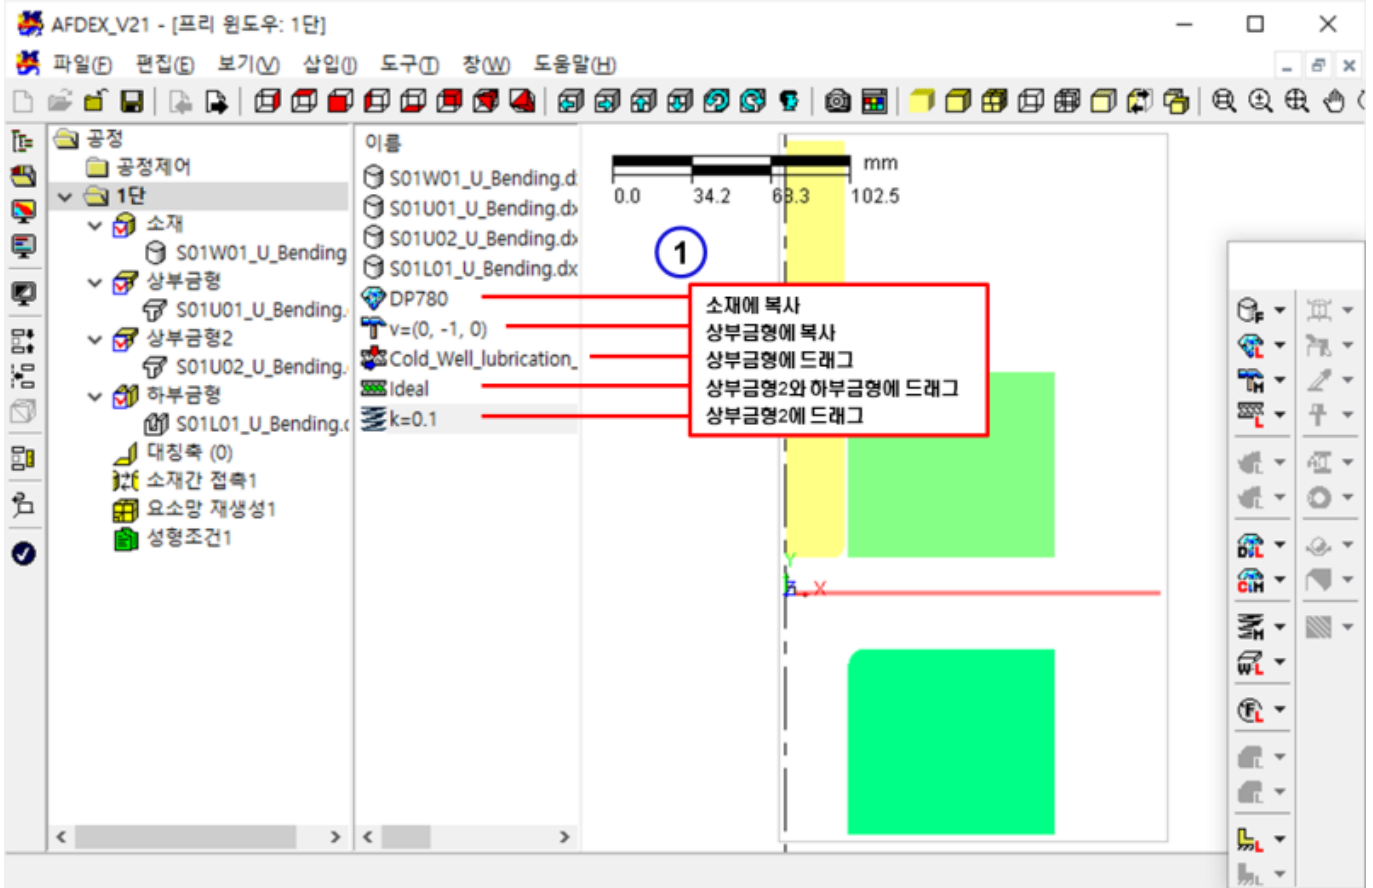 AFDEX_V21 - [프리 윈도우: 1단]
파일(F) 편집(E) 보기(V) 삽입(I) 도구(T) 창(W) 도움말(H)
공정
공정제어
1단
소재
S01W01_U_Bending
상부금형
S01U01_U_Bending.
상부금형2
S01U02_U_Bending.
하부금형
S01L01_U_Bending.
대칭축 (0)
소재간 접촉1
요소망 재생성1
성형조건1
이름
S01W01_U_Bending.d
S01U01_U_Bending.dx
S01U02_U_Bending.dx
S01L01_U_Bending.dx
DP780
v=(0, -1, 0)
Cold_Well_lubrication_
Ideal
k=0.1
mm
0.0 34.2 68.3 102.5
1
소재에 복사
상부금형에 복사
상부금형에 드래그
상부금형2와 하부금형에 드래그
상부금형2에 드래그
Y
X